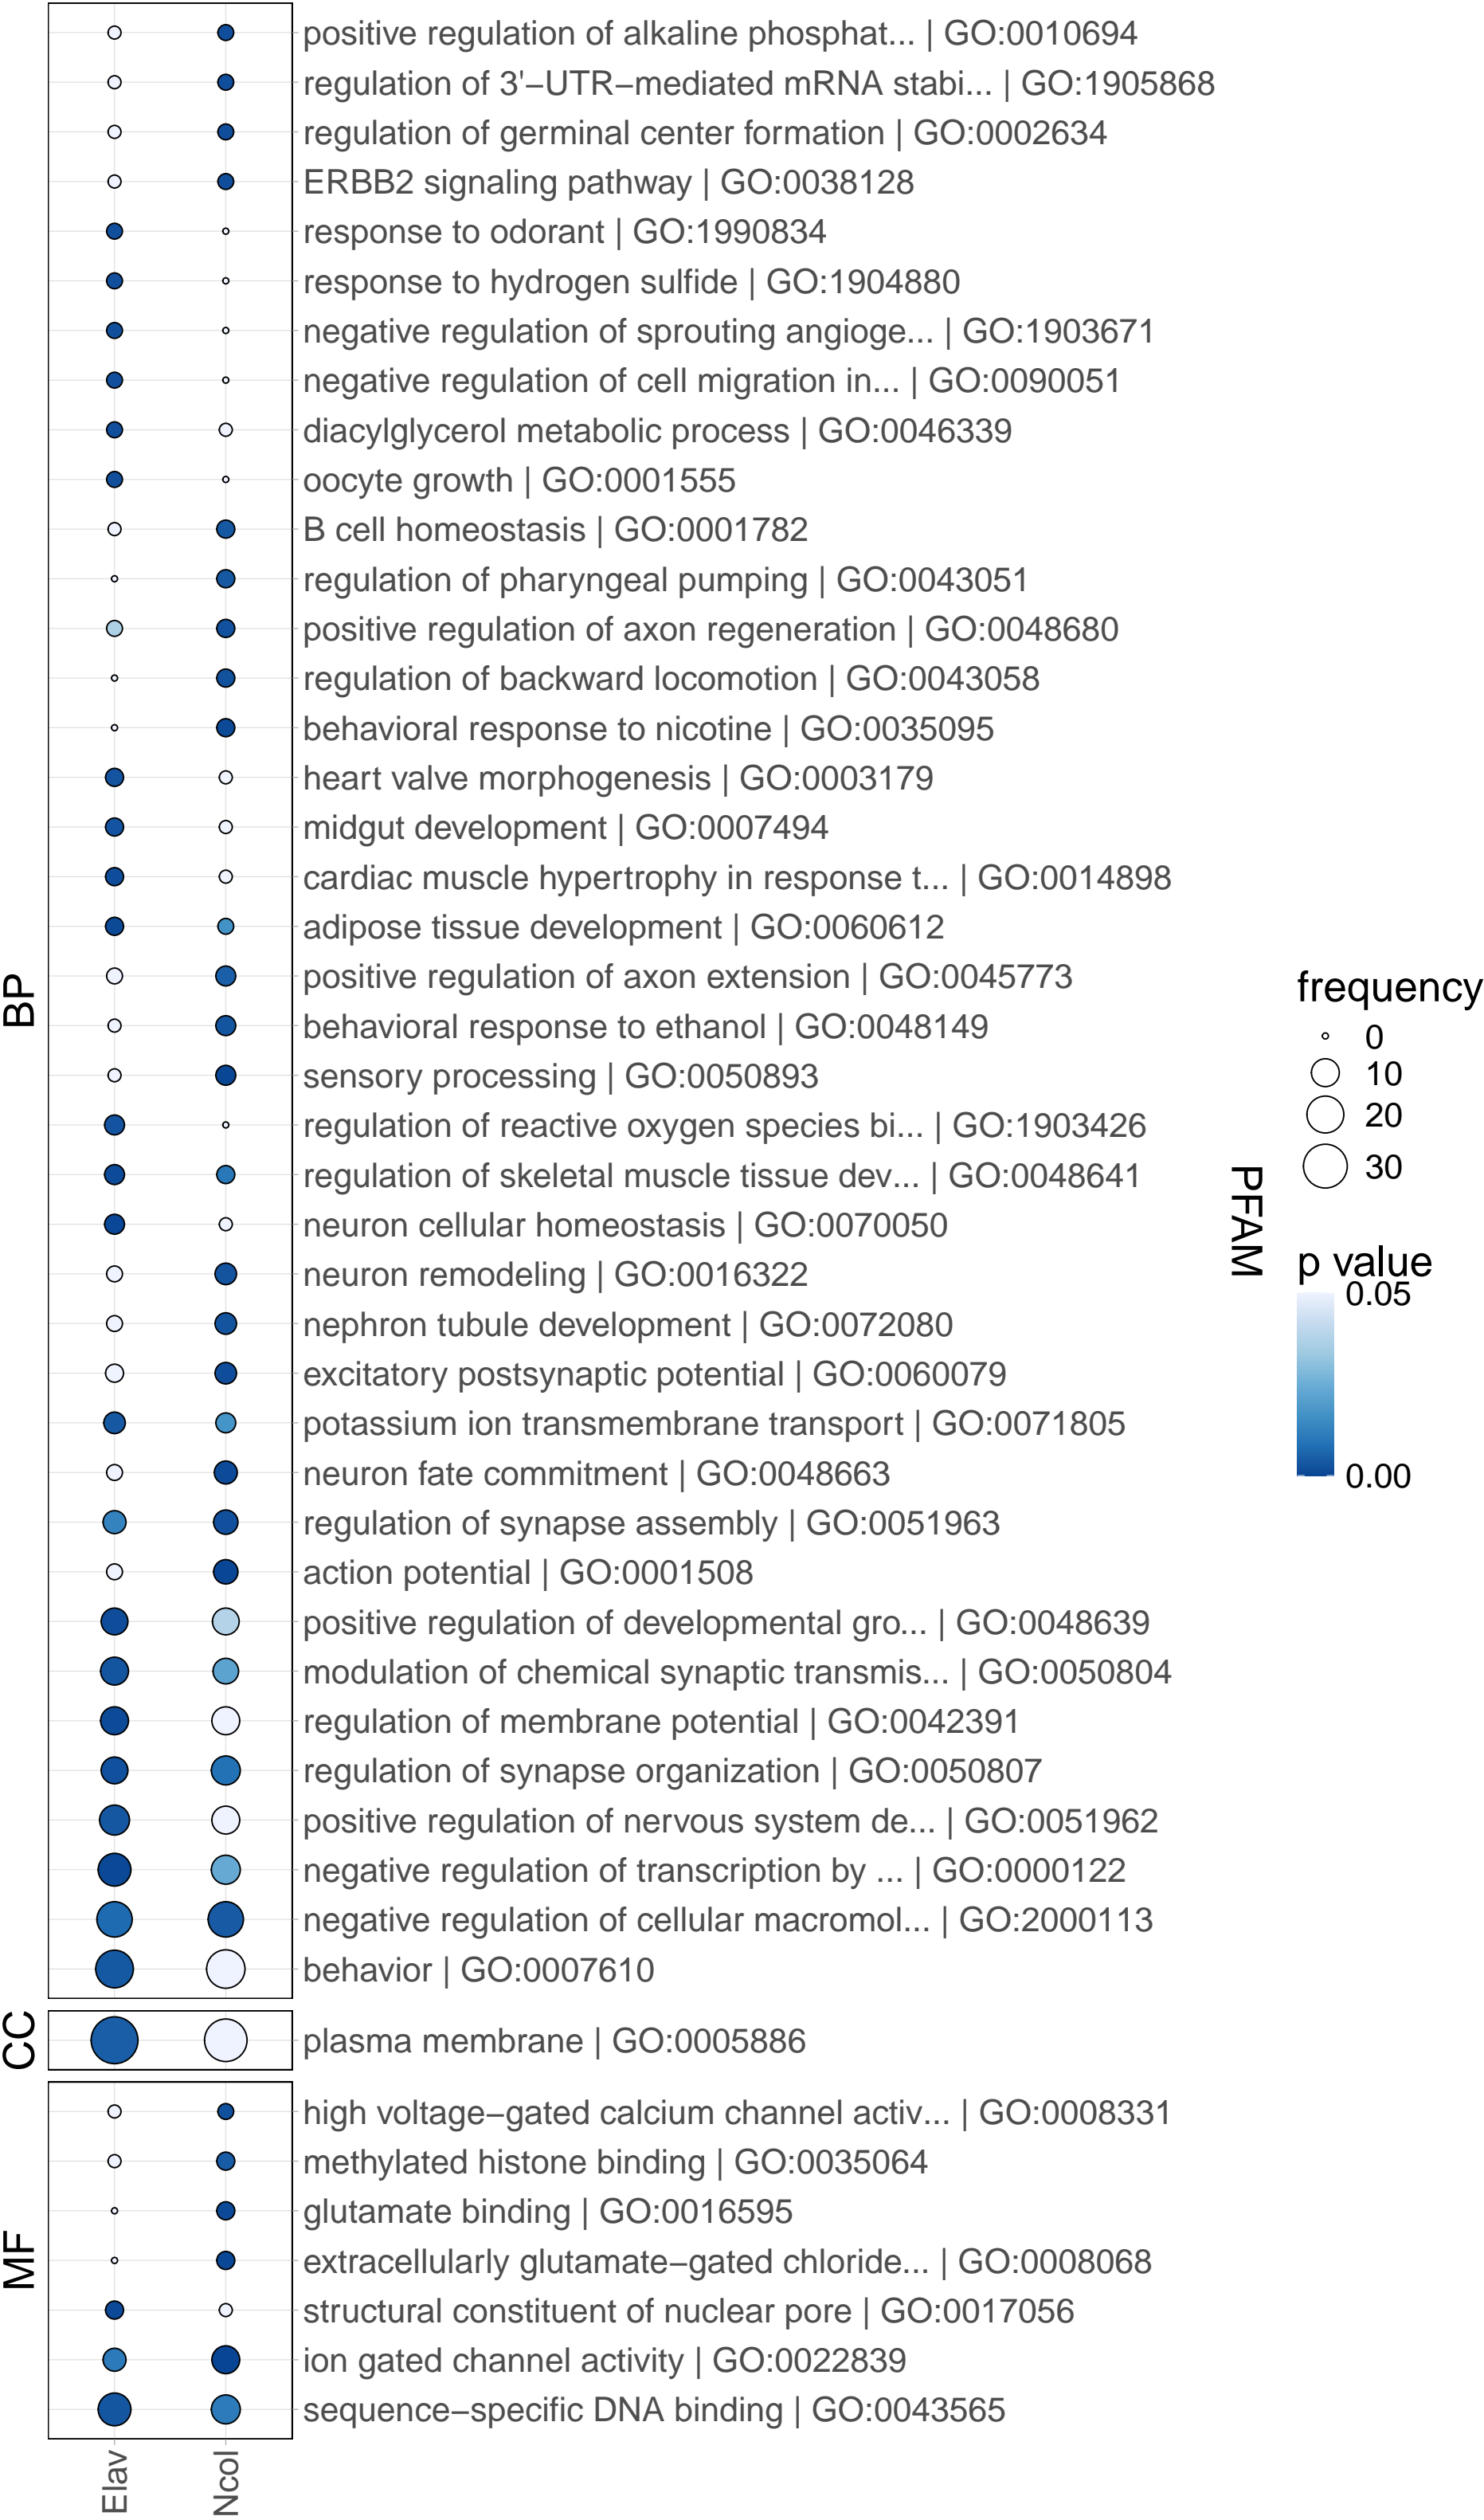 BP
positive regulation of alkaline phosphat... | GO:0010694
regulation of 3'−UTR−mediated mRNA stabi... | GO:1905868
regulation of germinal center formation | GO:0002634
ERBB2 signaling pathway | GO:0038128
response to odorant | GO:1990834
response to hydrogen sulfide | GO:1904880
negative regulation of sprouting angioge... | GO:1903671
negative regulation of cell migration in... | GO:0090051
diacylglycerol metabolic process | GO:0046339
oocyte growth | GO:0001555
B cell homeostasis | GO:0001782
regulation of pharyngeal pumping | GO:0043051
positive regulation of axon regeneration | GO:0048680
regulation of backward locomotion | GO:0043058
behavioral response to nicotine | GO:0035095
heart valve morphogenesis | GO:0003179
midgut development | GO:0007494
cardiac muscle hypertrophy in response t... | GO:0014898
adipose tissue development | GO:0060612
positive regulation of axon extension | GO:0045773
behavioral response to ethanol | GO:0048149
sensory processing | GO:0050893
regulation of reactive oxygen species bi... | GO:1903426
regulation of skeletal muscle tissue dev... | GO:0048641
neuron cellular homeostasis | GO:0070050
neuron remodeling | GO:0016322
nephron tubule development | GO:0072080
excitatory postsynaptic potential | GO:0060079
potassium ion transmembrane transport | GO:0071805
neuron fate commitment | GO:0048663
regulation of synapse assembly | GO:0051963
action potential | GO:0001508
positive regulation of developmental gro... | GO:0048639
modulation of chemical synaptic transmis... | GO:0050804
regulation of membrane potential | GO:0042391
regulation of synapse organization | GO:0050807
positive regulation of nervous system de... | GO:0051962
negative regulation of transcription by ... | GO:0000122
negative regulation of cellular macromol... | GO:2000113
behavior | GO:0007610
CC
plasma membrane | GO:0005886
MF
high voltage−gated calcium channel activ... | GO:0008331
methylated histone binding | GO:0035064
glutamate binding | GO:0016595
extracellularly glutamate−gated chloride... | GO:0008068
structural constituent of nuclear pore | GO:0017056
ion gated channel activity | GO:0022839
sequence−specific DNA binding | GO:0043565
Elav
Ncol
PFAM
frequency
0
10
20
30
p value
0.05
0.00